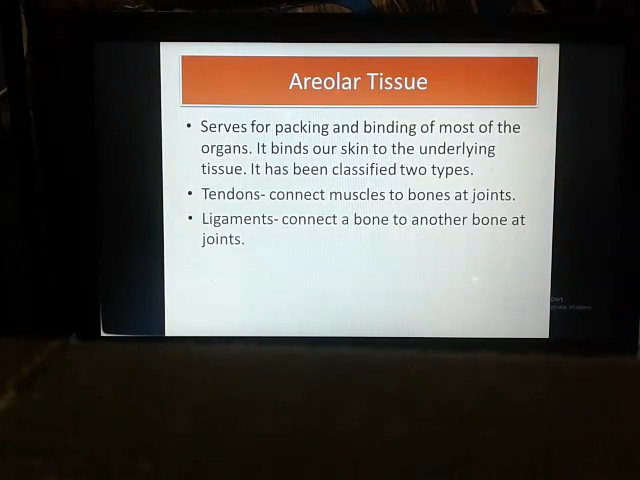 Areolar Tissue
• Serves for packing and binding of most of the
organs. It binds our skin to the underlying
tissue. It has been classified two types.
• Tendons- connect muscles to bones at joints.
• Ligaments- connect a bone to another bone at
joints.